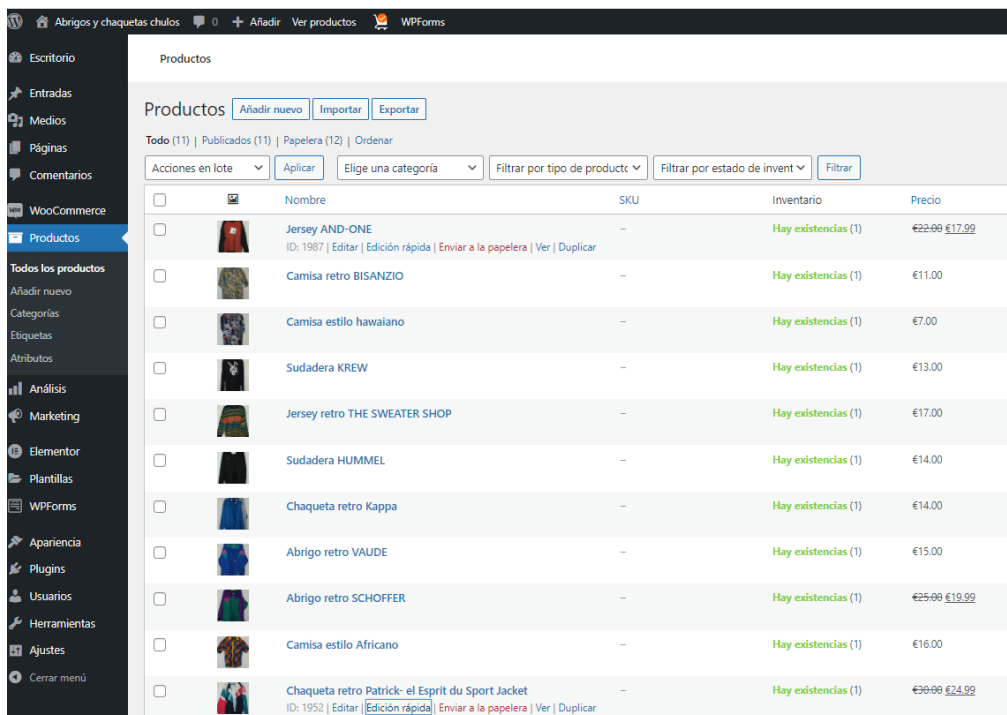 Abrigos y chaquetas chulos 0 Añadir Ver productos WPForms
Escritorio
Entradas
Medios
Páginas
Comentarios
WooCommerce
Productos
Todos los productos
Añadir nuevo
Categorías
Etiquetas
Atributos
Análisis
Marketing
Elementor
Plantillas
WPForms
Apariencia
Plugins
Usuarios
Herramientas
Ajustes
Cerrar menú
Productos
Productos Añadir nuevo Importar Exportar
Todo (11) | Publicados (11) | Papelera (12) | Ordenar
Acciones en lote Aplicar Elige una categoría Filtrar por tipo de producto Filtrar por estado de invent Filtrar
Nombre SKU Inventario Precio
Jersey AND-ONE – Hay existencias (1) €22.00 €17.99
ID: 1987 | Editar | Edición rápida | Enviar a la papelera | Ver | Duplicar
Camisa retro BISANZIO – Hay existencias (1) €11.00
Camisa estilo hawaiano – Hay existencias (1) €7.00
Sudadera KREW – Hay existencias (1) €13.00
Jersey retro THE SWEATER SHOP – Hay existencias (1) €17.00
Sudadera HUMMEL – Hay existencias (1) €14.00
Chaqueta retro Kappa – Hay existencias (1) €14.00
Abrigo retro VAUDE – Hay existencias (1) €15.00
Abrigo retro SCHOFFER – Hay existencias (1) €25.00 €19.99
Camisa estilo Africano – Hay existencias (1) €16.00
Chaqueta retro Patrick- el Esprit du Sport Jacket – Hay existencias (1) €30.00 €24.99
ID: 1952 | Editar | Edición rápida | Enviar a la papelera | Ver | Duplicar